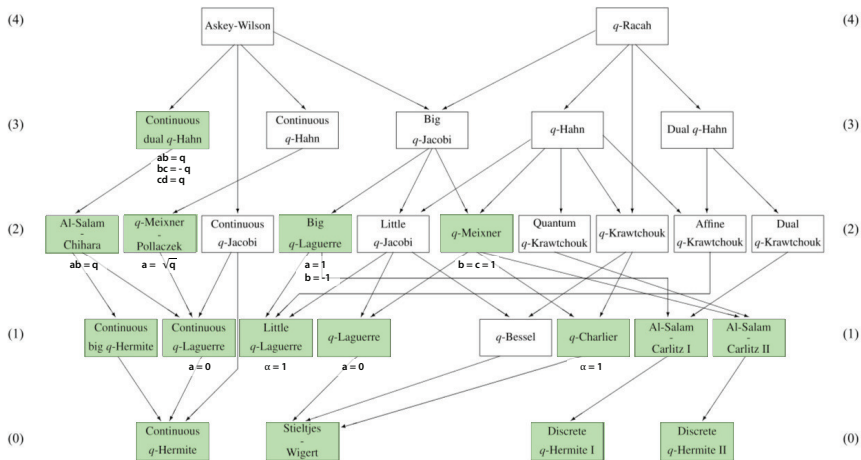 (4)
Askey-Wilson
q-Racah
(4)
(3)
Continuous
dual q-Hahn
Continuous
q-Hahn
Big
q-Jacobi
q-Hahn
Dual q-Hahn
(3)
ab = q
bc = - q
cd = q
(2)
Al-Salam
-
Chihara
q-Meixner
-
Pollaczek
Continuous
q-Jacobi
Big
q-Laguerre
Little
q-Jacobi
q-Meixner
Quantum
q-Krawtchouk
q-Krawtchouk
Affine
q-Krawtchouk
Dual
q-Krawtchouk
(2)
ab = q
a = √q
a = 1
b = -1
b = c = 1
(1)
Continuous
big q-Hermite
Continuous
q-Laguerre
Little
q-Laguerre
q-Laguerre
q-Bessel
q-Charlier
Al-Salam
-
Carlitz I
Al-Salam
-
Carlitz II
(1)
a = 0
α = 1
a = 0
α = 1
(0)
Continuous
q-Hermite
Stieltjes
-
Wigert
Discrete
q-Hermite I
Discrete
q-Hermite II
(0)